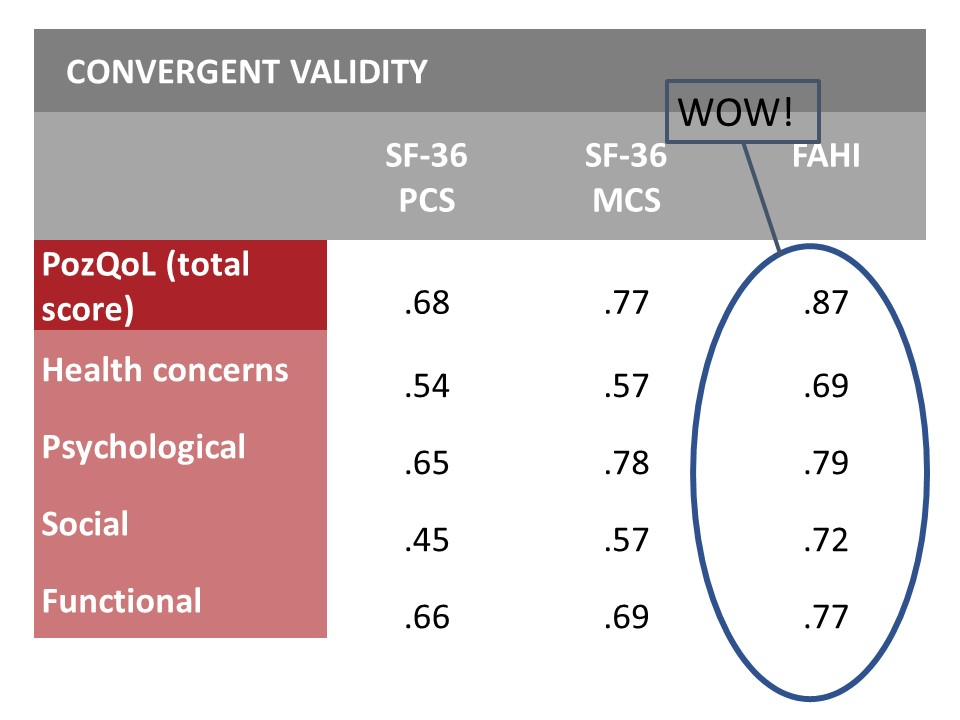 CONVERGENT VALIDITY
WOW!
SF-36 PCS SF-36 MCS FAHI
PozQoL (total score) .68 .77 .87
Health concerns .54 .57 .69
Psychological .65 .78 .79
Social .45 .57 .72
Functional .66 .69 .77